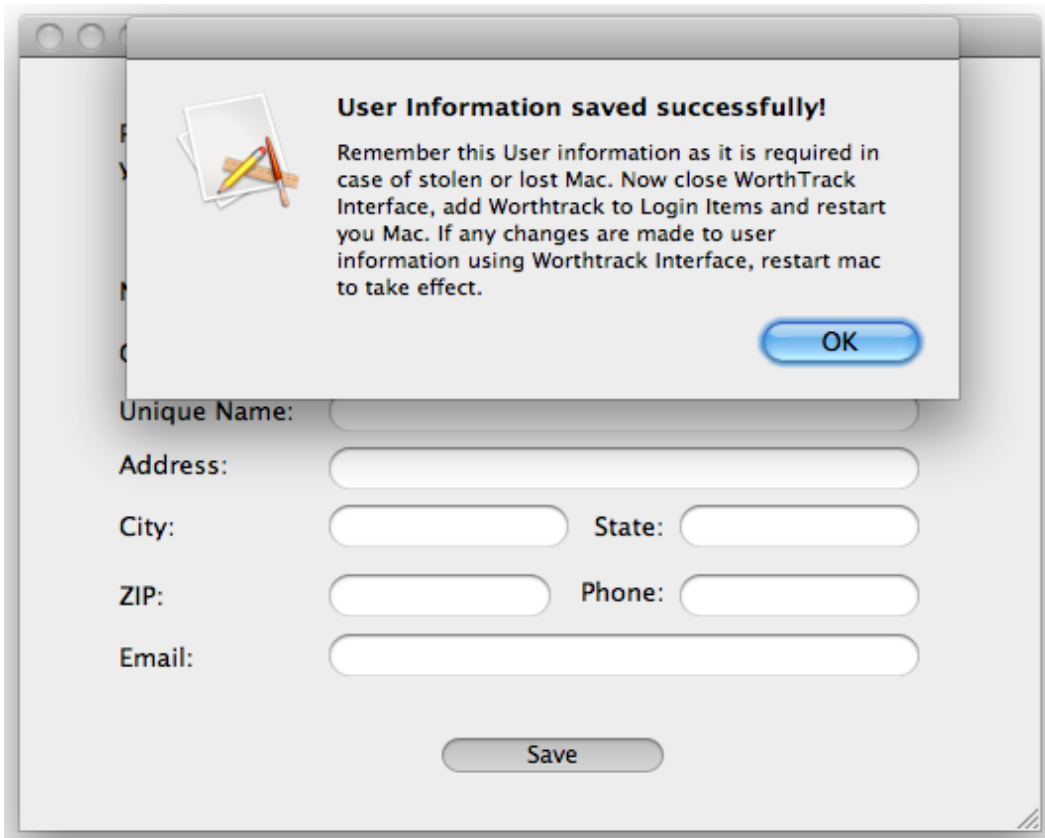 User Information saved successfully!
Remember this User information as it is required in
case of stolen or lost Mac. Now close WorthTrack
Interface, add Worthtrack to Login Items and restart
you Mac. If any changes are made to user
information using Worthtrack Interface, restart mac
to take effect.
OK
Unique Name:
Address:
City:
State:
ZIP:
Phone:
Email:
Save